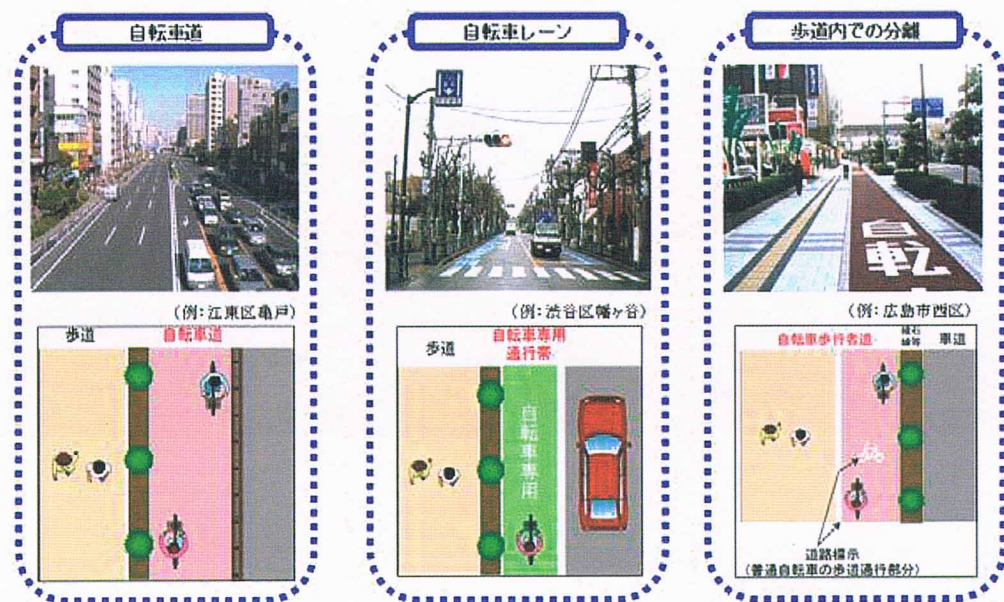 自転車道
(例:江東区亀戸)
歩道
自転車道
自転車レーン
(例:渋谷区幡ヶ谷)
歩道
自転車専用
通行帯
自転車専用
歩道内での分離
自転
(例:広島市西区)
自転車歩行者道
縁石
線等
車道
道路標示
(普通自転車の歩道通行部分)